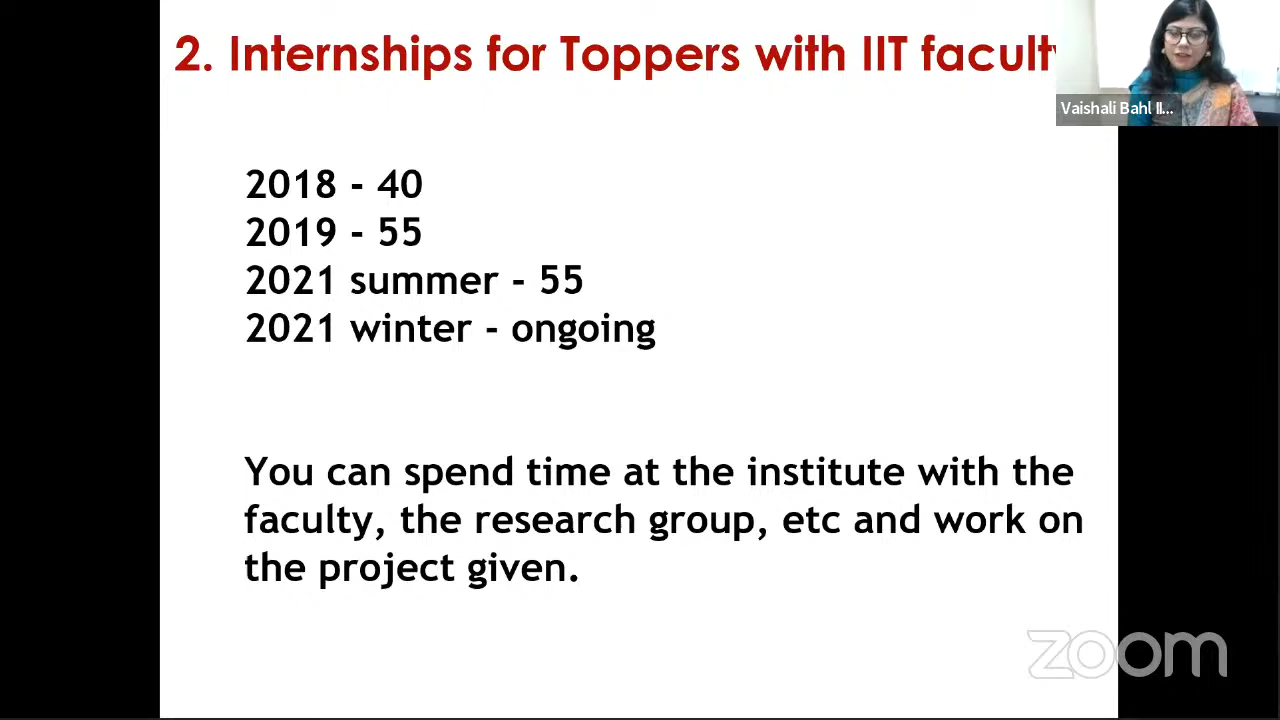 2. Internships for Toppers with IIT facult
Vaishali Bahl II...
2018 - 40
2019 - 55
2021 summer - 55
2021 winter - ongoing
You can spend time at the institute with the
faculty, the research group, etc and work on
the project given.
zoom